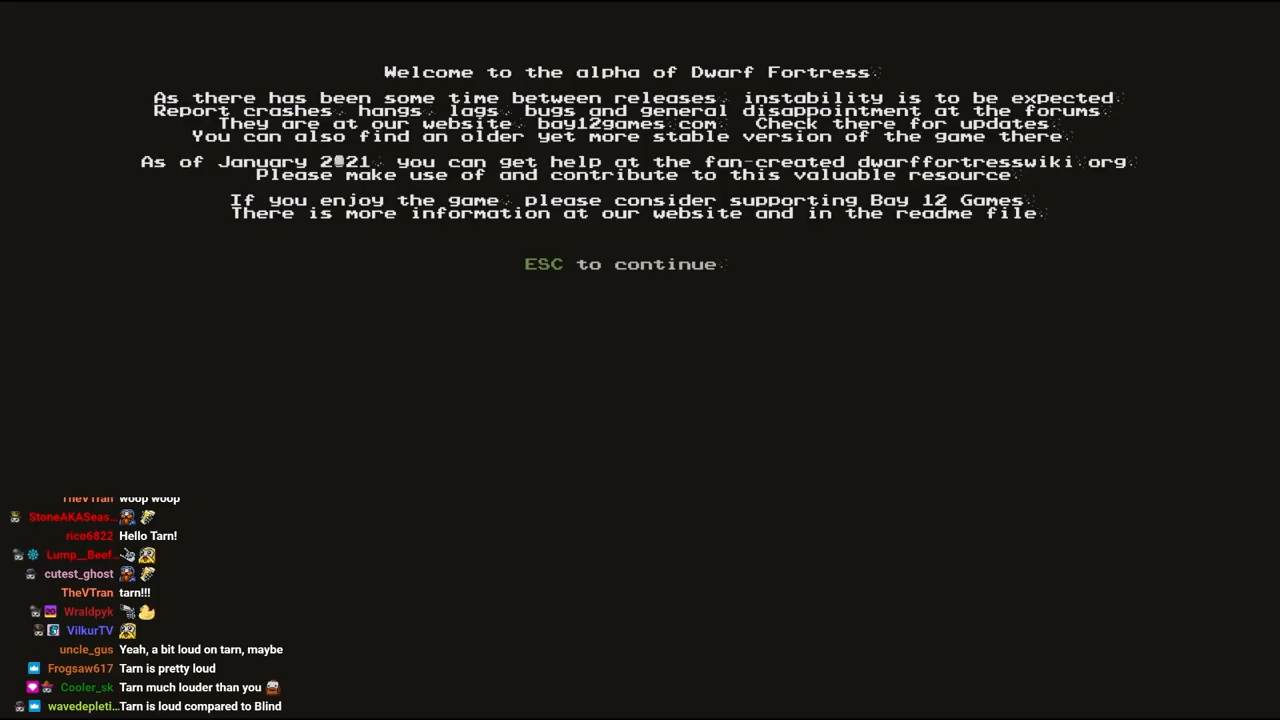 Welcome to the alpha of Dwarf Fortress.
As there has been some time between releases, instability is to be expected.
Report crashes, hangs, lags, bugs and general disappointment at the forums.
They are at our website, bay12games.com. Check there for updates.
You can also find an older yet more stable version of the game there.
As of January 2021, you can get help at the fan-created dwarffortresswiki.org.
Please make use of and contribute to this valuable resource.
If you enjoy the game, please consider supporting Bay 12 Games.
There is more information at our website and in the readme file.
ESC to continue.
TheVTran woop woop
StoneAKASeas...
rico6822 Hello Tarn!
Lump__Beef...
cutest_ghost
TheVTran tarn!!!
Wraldpyk
VilkurTV
uncle_gus Yeah, a bit loud on tarn, maybe
Frogsaw617 Tarn is pretty loud
Cooler_sk Tarn much louder than you
wavedepleti... Tarn is loud compared to Blind